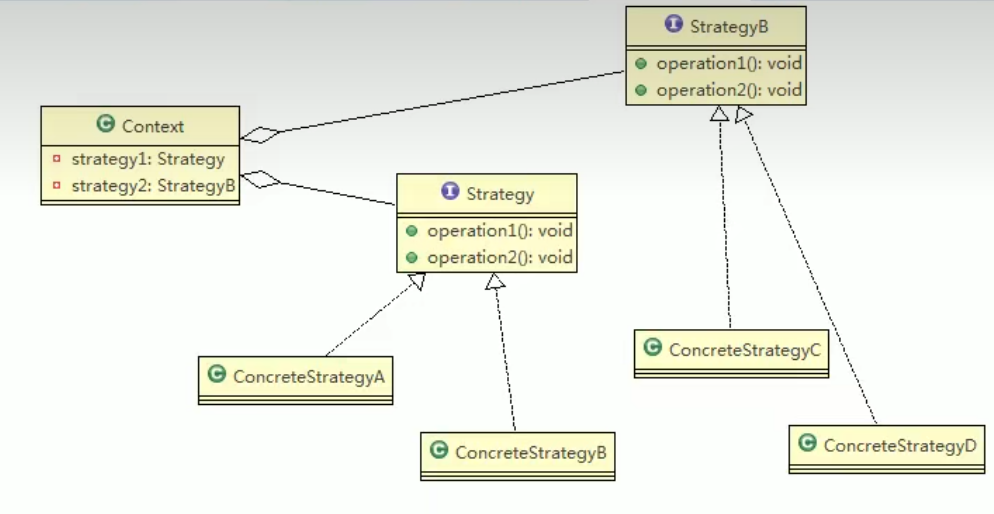 StrategyB
operation1(): void
operation2(): void
Context
strategy1: Strategy
strategy2: StrategyB
Strategy
operation1(): void
operation2(): void
ConcreteStrategyC
ConcreteStrategyA
ConcreteStrategyB
ConcreteStrategyD